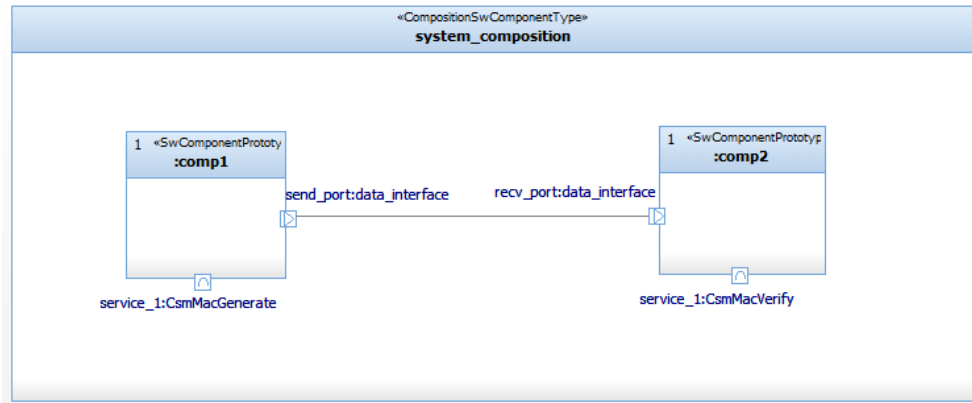 «CompositionSwComponentType»
system_composition
1 «SwComponentPrototy
:comp1
1 «SwComponentPrototyp
:comp2
send_port:data_interface
recv_port:data_interface
service_1:CsmMacGenerate
service_1:CsmMacVerify